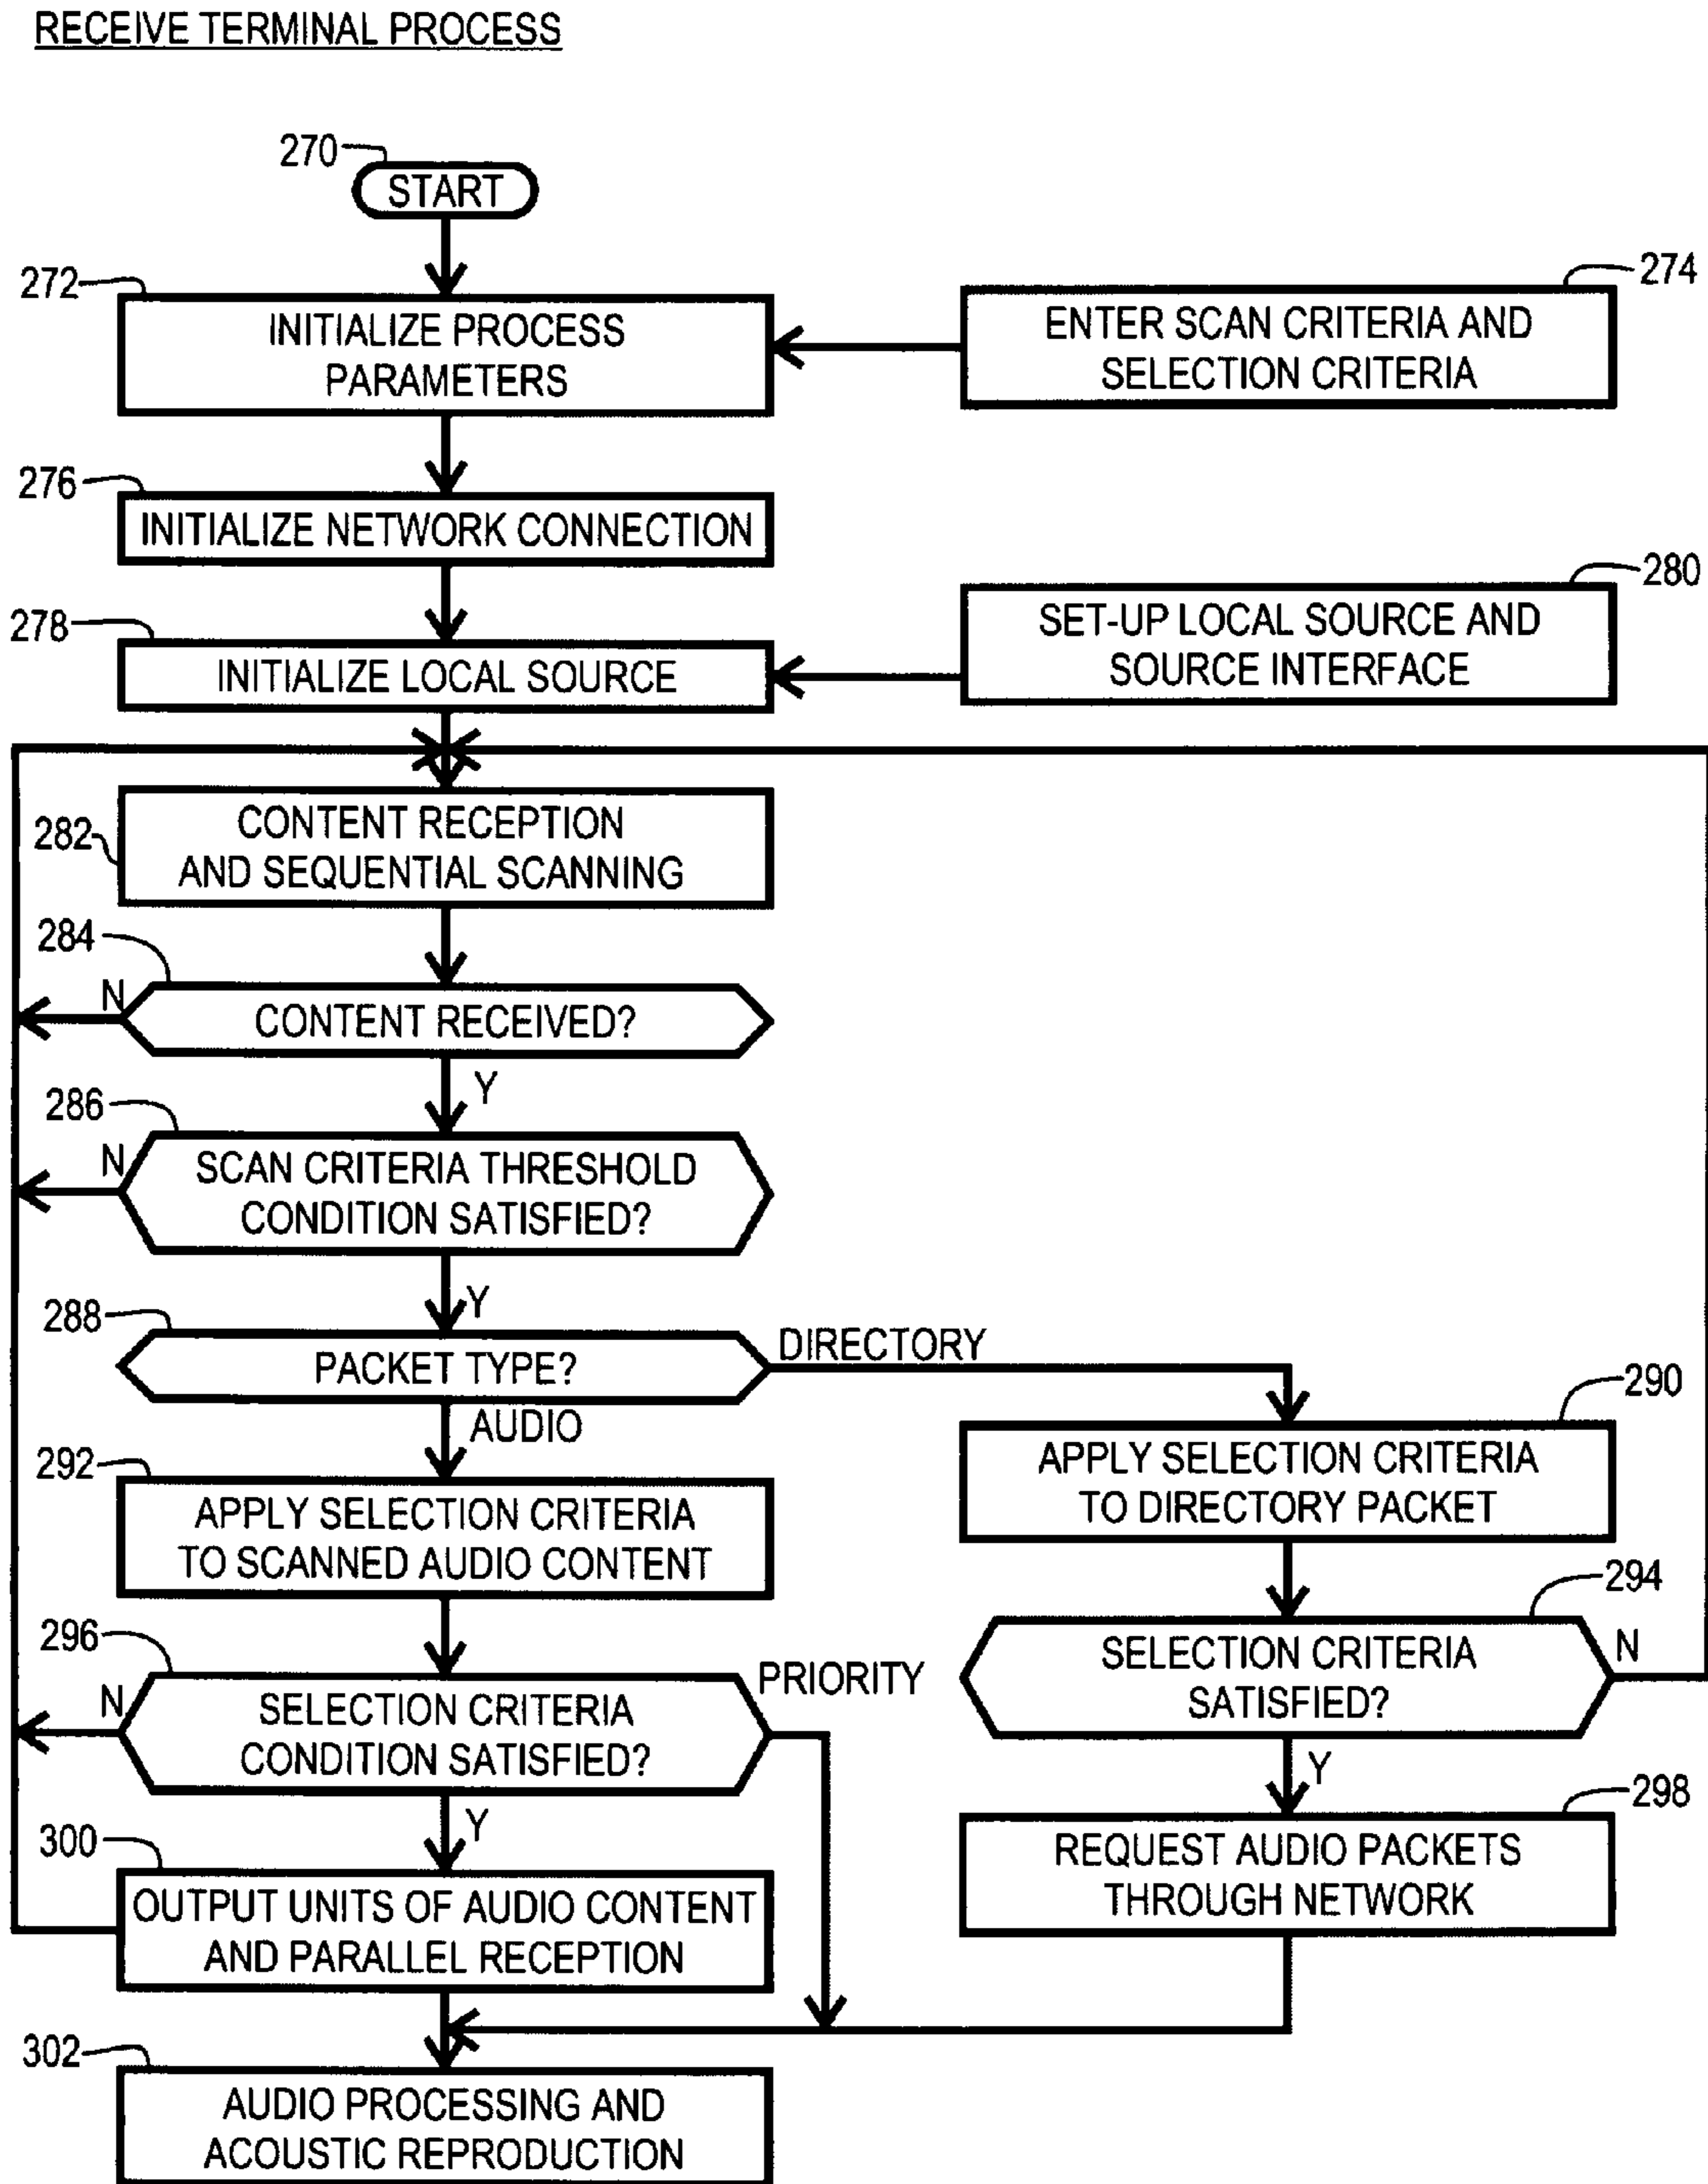 RECEIVE TERMINAL PROCESS
270
START
272
INITIALIZE PROCESS
PARAMETERS
274
ENTER SCAN CRITERIA AND
SELECTION CRITERIA
276
INITIALIZE NETWORK CONNECTION
278
INITIALIZE LOCAL SOURCE
280
SET-UP LOCAL SOURCE AND
SOURCE INTERFACE
282
CONTENT RECEPTION
AND SEQUENTIAL SCANNING
284
N
CONTENT RECEIVED?
Y
286
N
SCAN CRITERIA THRESHOLD
CONDITION SATISFIED?
Y
288
PACKET TYPE?
DIRECTORY
AUDIO
290
APPLY SELECTION CRITERIA
TO DIRECTORY PACKET
292
APPLY SELECTION CRITERIA
TO SCANNED AUDIO CONTENT
294
SELECTION CRITERIA
SATISFIED?
N
Y
296
N
SELECTION CRITERIA
CONDITION SATISFIED?
PRIORITY
Y
298
REQUEST AUDIO PACKETS
THROUGH NETWORK
300
OUTPUT UNITS OF AUDIO CONTENT
AND PARALLEL RECEPTION
302
AUDIO PROCESSING AND
ACOUSTIC REPRODUCTION